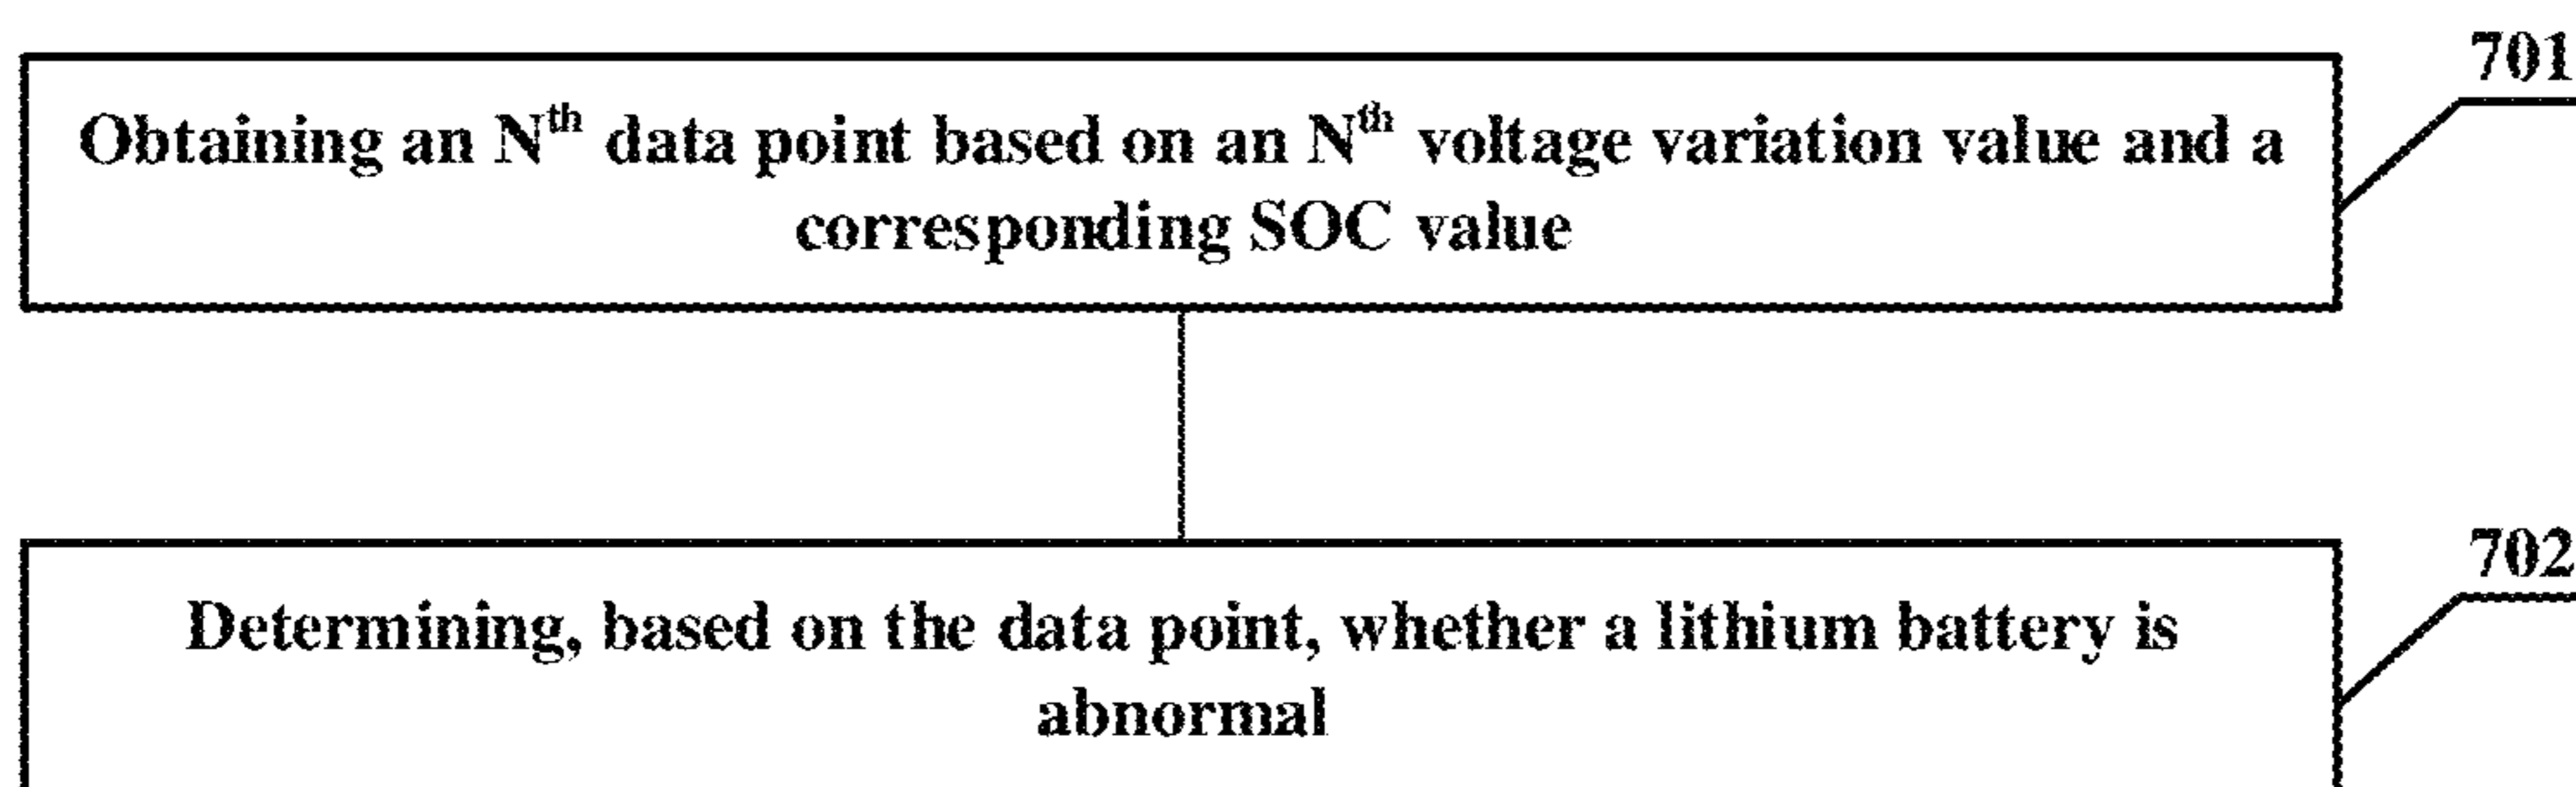 701
Obtaining an Nth data point based on an Nth voltage variation value and a
corresponding SOC value
702
Determining, based on the data point, whether a lithium battery is
abnormal